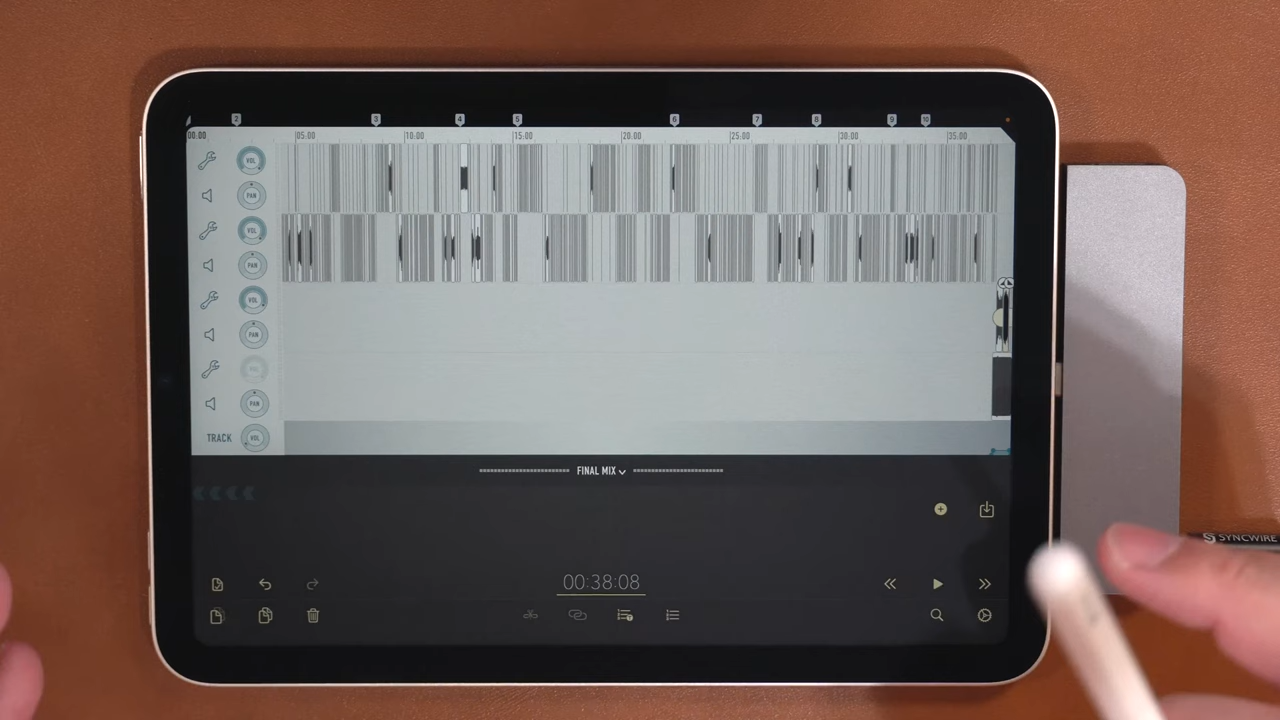 2 3 4 5 6 7 8 9 10
00:00 05:00 10:00 15:00 20:00 25:00 30:00 35:00
VOL
PAN
VOL
PAN
VOL
PAN
PAN
TRACK VOL
FINAL MIX
00:38:08
SYNCWIRE